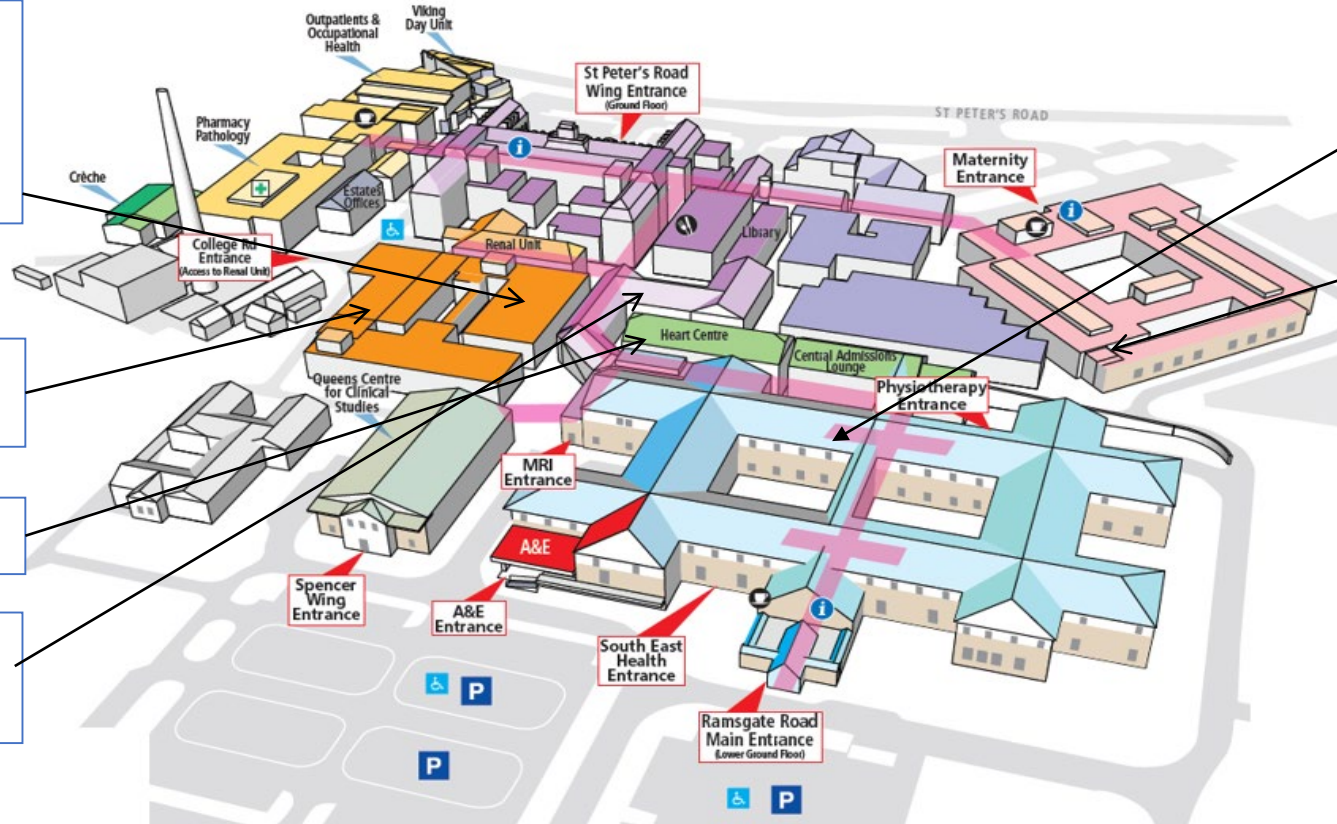 Viking
Day Unit
Outpatients &
Occupational
Health
St Peter's Road
Wing Entrance
(Ground Floor)
ST PETER'S ROAD
Pharmacy
Pathology
Maternity
Entrance
Crèche
Estates
Offices
i
i
Library
College Rd
Entrance
(Access to Renal Unit)
Renal Unit
Heart Centre
Central Admissions
Lounge
Queens Centre
for Clinical
Studies
Physiotherapy
Entrance
MRI
Entrance
A&E
Spencer
Wing
Entrance
A&E
Entrance
i
South East
Health
Entrance
P
Ramsgate Road
Main Entrance
(Lower Ground Floor)
P
P